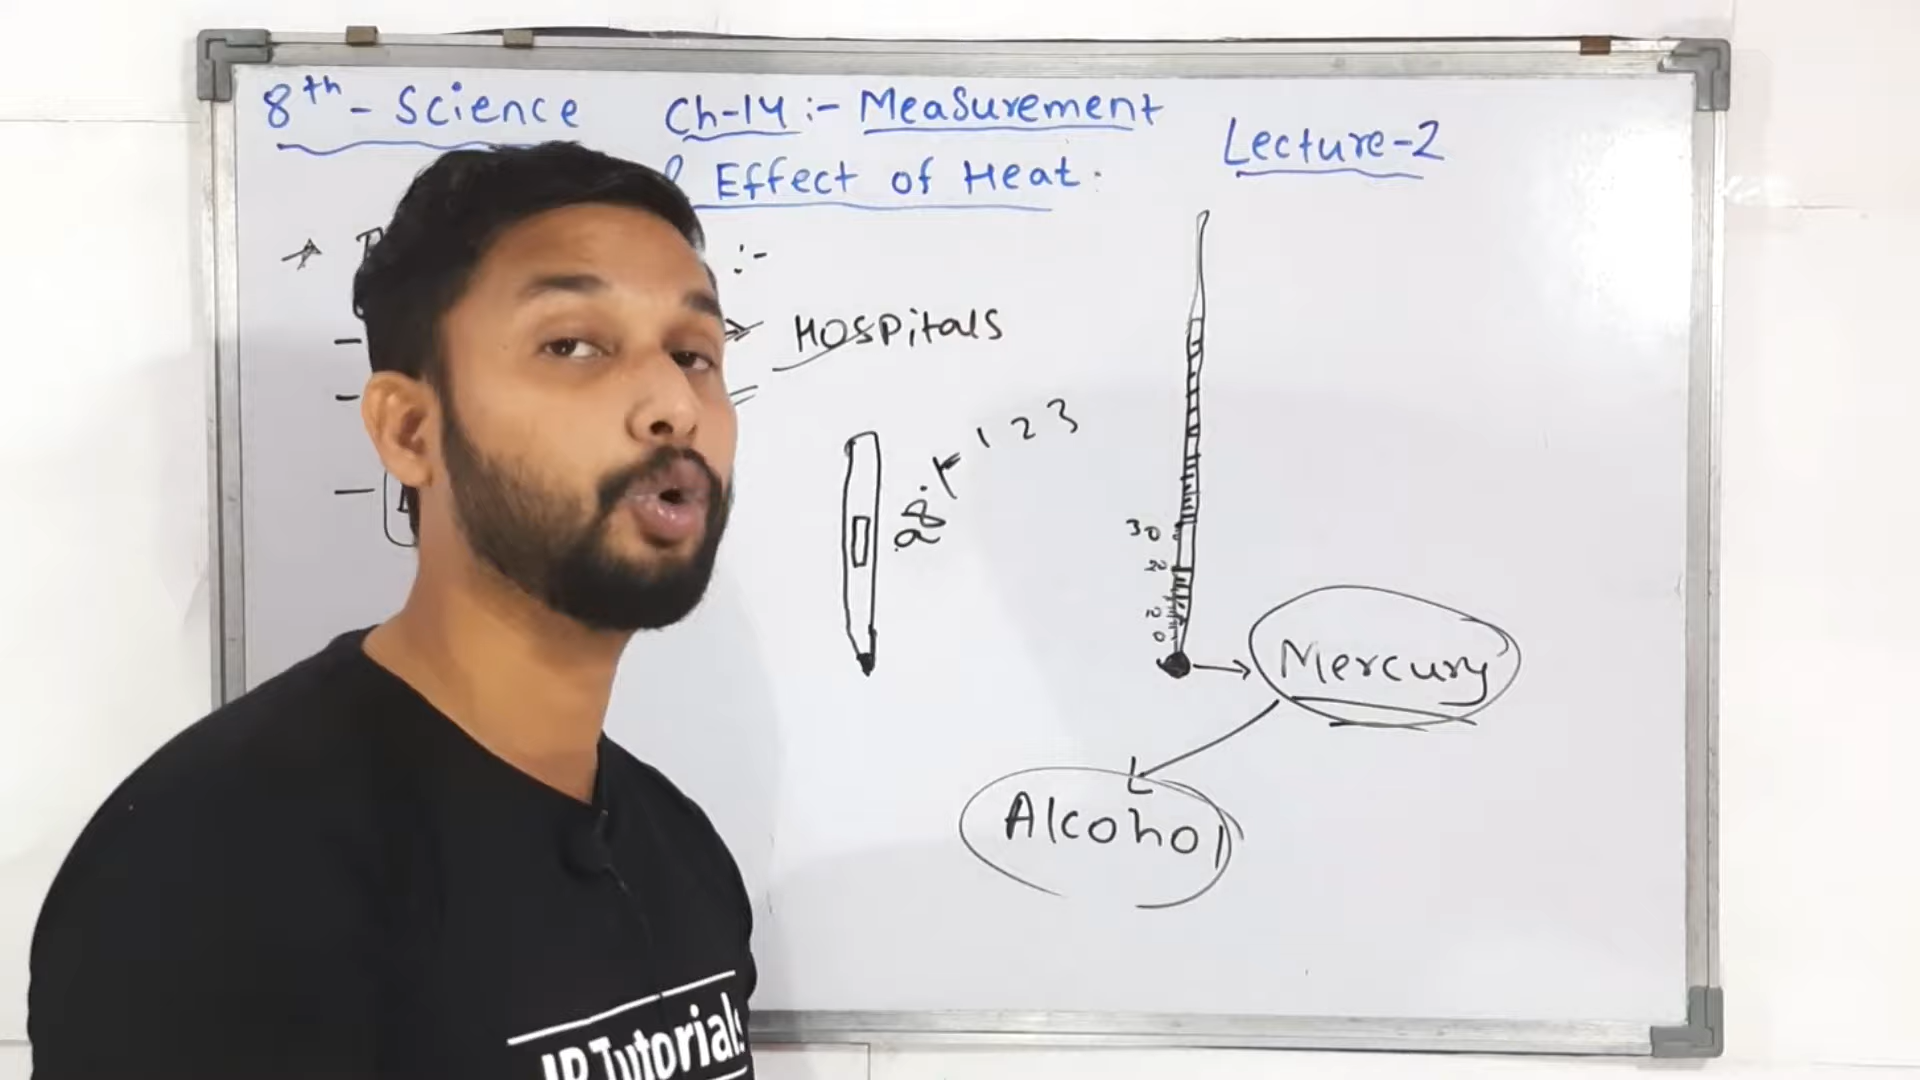 8th - Science
Ch-14 :- Measurement
Effect of Heat.
Lecture-2
:-
Hospitals
1 2 3
30
2
2
0
Mercury
Alcohol
Tutorials